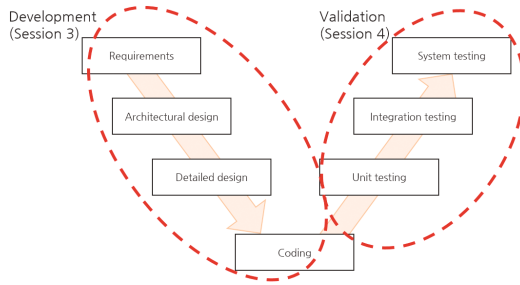 Development
(Session 3)
Validation
(Session 4)
Requirements
System testing
Architectural design
Integration testing
Detailed design
Unit testing
Coding